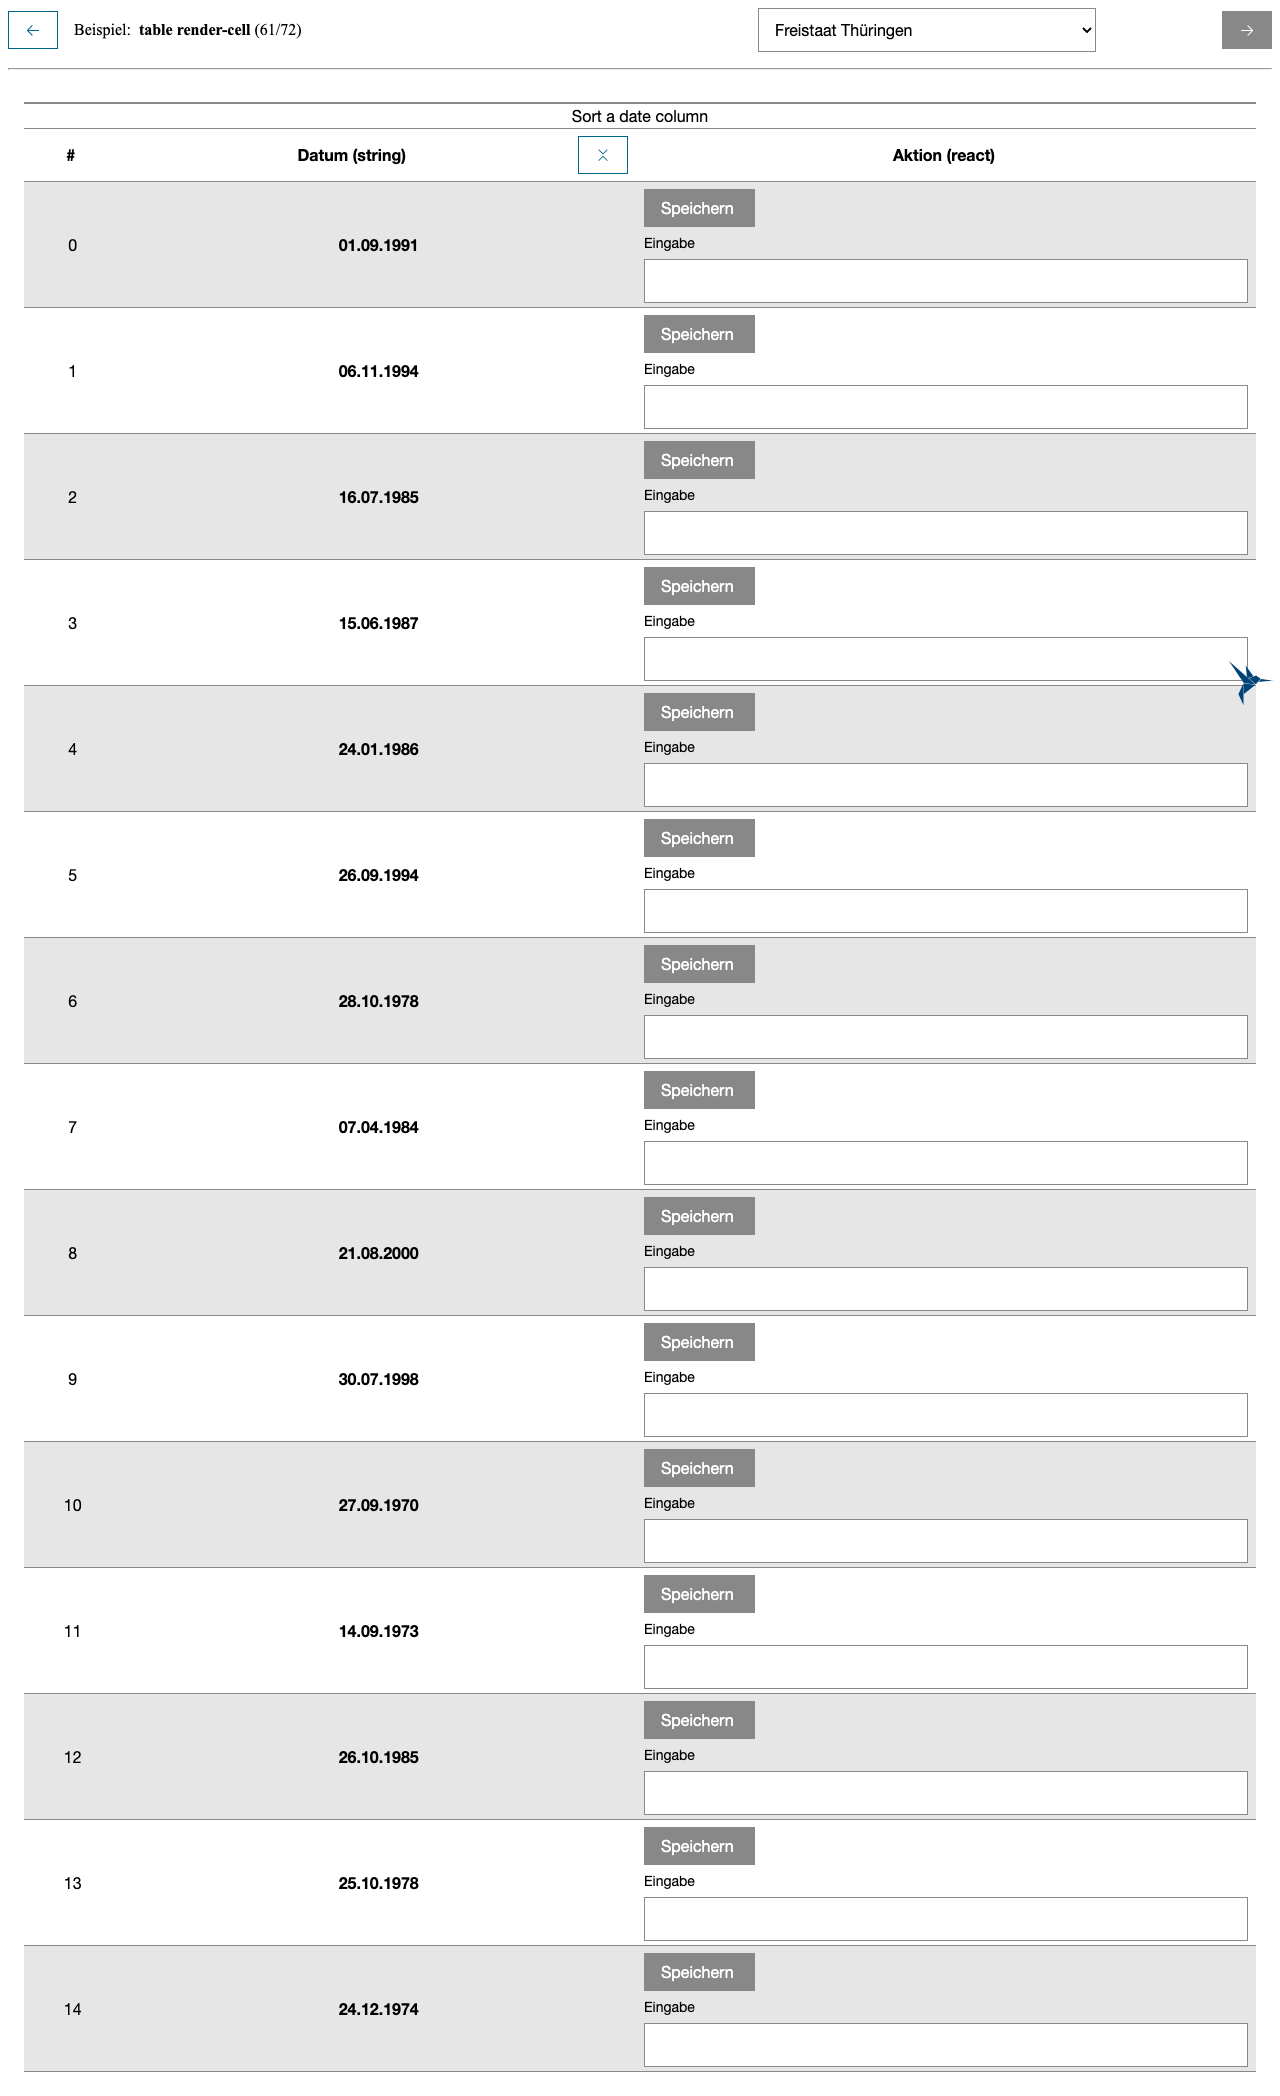 Beispiel: table render-cell (61/72)
Freistaat Thüringen
Sort a date column
# Datum (string) Aktion (react)
Speichern
0 01.09.1991 Eingabe
Speichern
1 06.11.1994 Eingabe
Speichern
2 16.07.1985 Eingabe
Speichern
3 15.06.1987 Eingabe
Speichern
4 24.01.1986 Eingabe
Speichern
5 26.09.1994 Eingabe
Speichern
6 28.10.1978 Eingabe
Speichern
7 07.04.1984 Eingabe
Speichern
8 21.08.2000 Eingabe
Speichern
9 30.07.1998 Eingabe
Speichern
10 27.09.1970 Eingabe
Speichern
11 14.09.1973 Eingabe
Speichern
12 26.10.1985 Eingabe
Speichern
13 25.10.1978 Eingabe
Speichern
14 24.12.1974 Eingabe